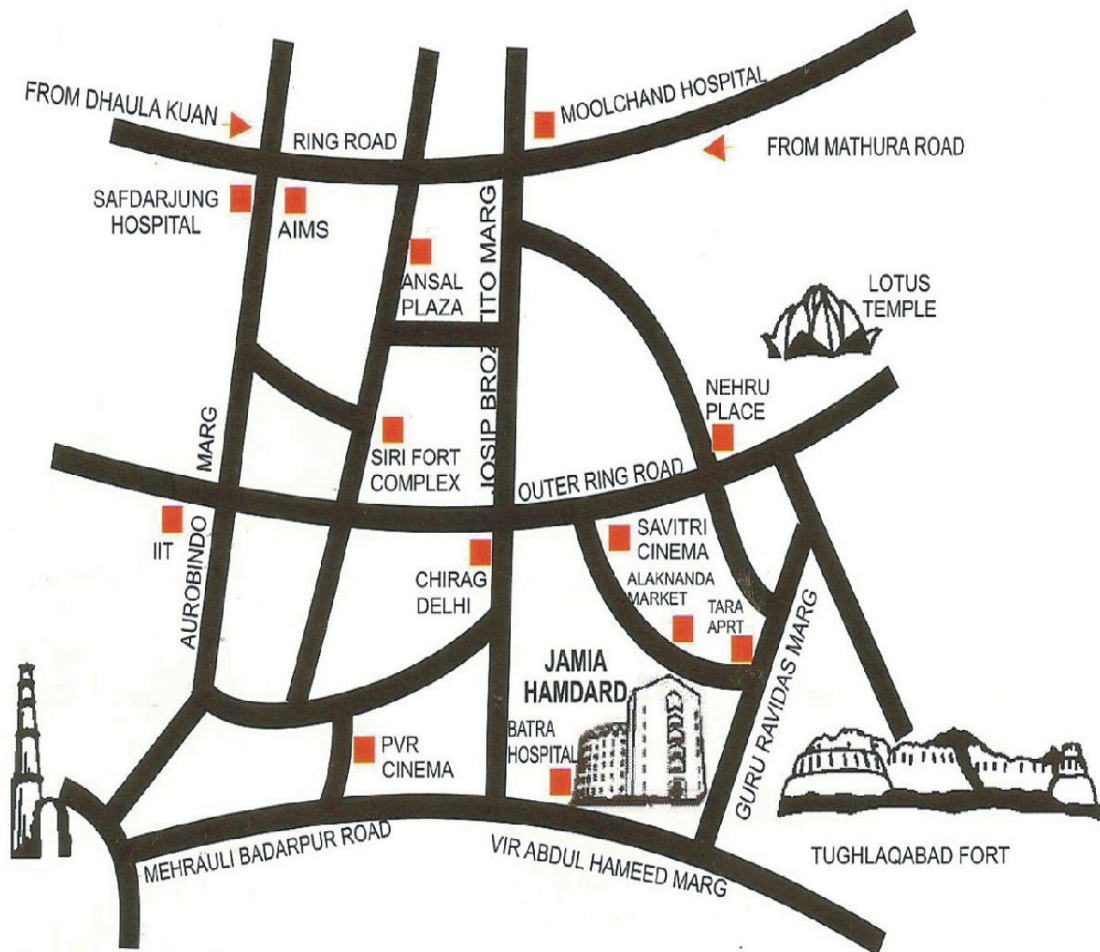 FROM DHAULA KUAN
RING ROAD
MOOLCHAND HOSPITAL
FROM MATHURA ROAD
SAFDARJUNG
HOSPITAL
AIMS
ANSAL
PLAZA
JOSIP BROZ TITO MARG
LOTUS
TEMPLE
NEHRU
PLACE
SIRI FORT
COMPLEX
OUTER RING ROAD
IIT
AUROBINDO MARG
CHIRAG
DELHI
SAVITRI
CINEMA
ALAKNANDA
MARKET
TARA
APRT
JAMIA
HAMDARD
BATRA
HOSPITAL
PVR
CINEMA
GURU RAVIDAS MARG
MEHRAULI BADARPUR ROAD
VIR ABDUL HAMEED MARG
TUGHLAQABAD FORT